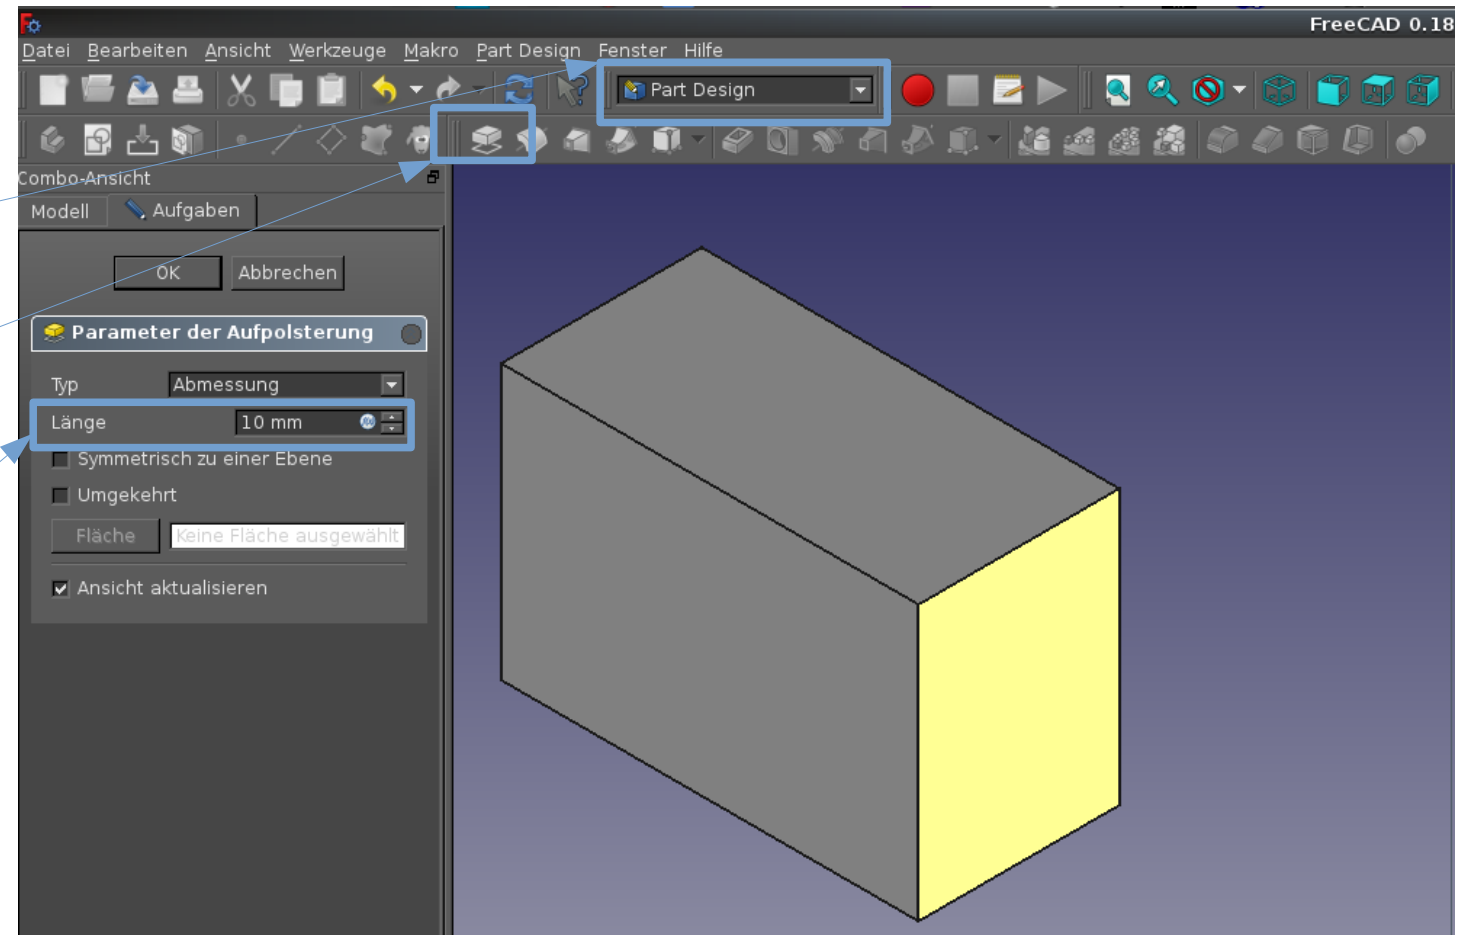 FreeCAD 0.18
Datei Bearbeiten Ansicht Werkzeuge Makro Part Design Fenster Hilfe
Part Design
Combo-Ansicht
Modell Aufgaben
OK Abbrechen
Parameter der Aufpolsterung
Typ Abmessung
Länge 10 mm
Symmetrisch zu einer Ebene
Umgekehrt
Fläche Keine Fläche ausgewählt
Ansicht aktualisieren